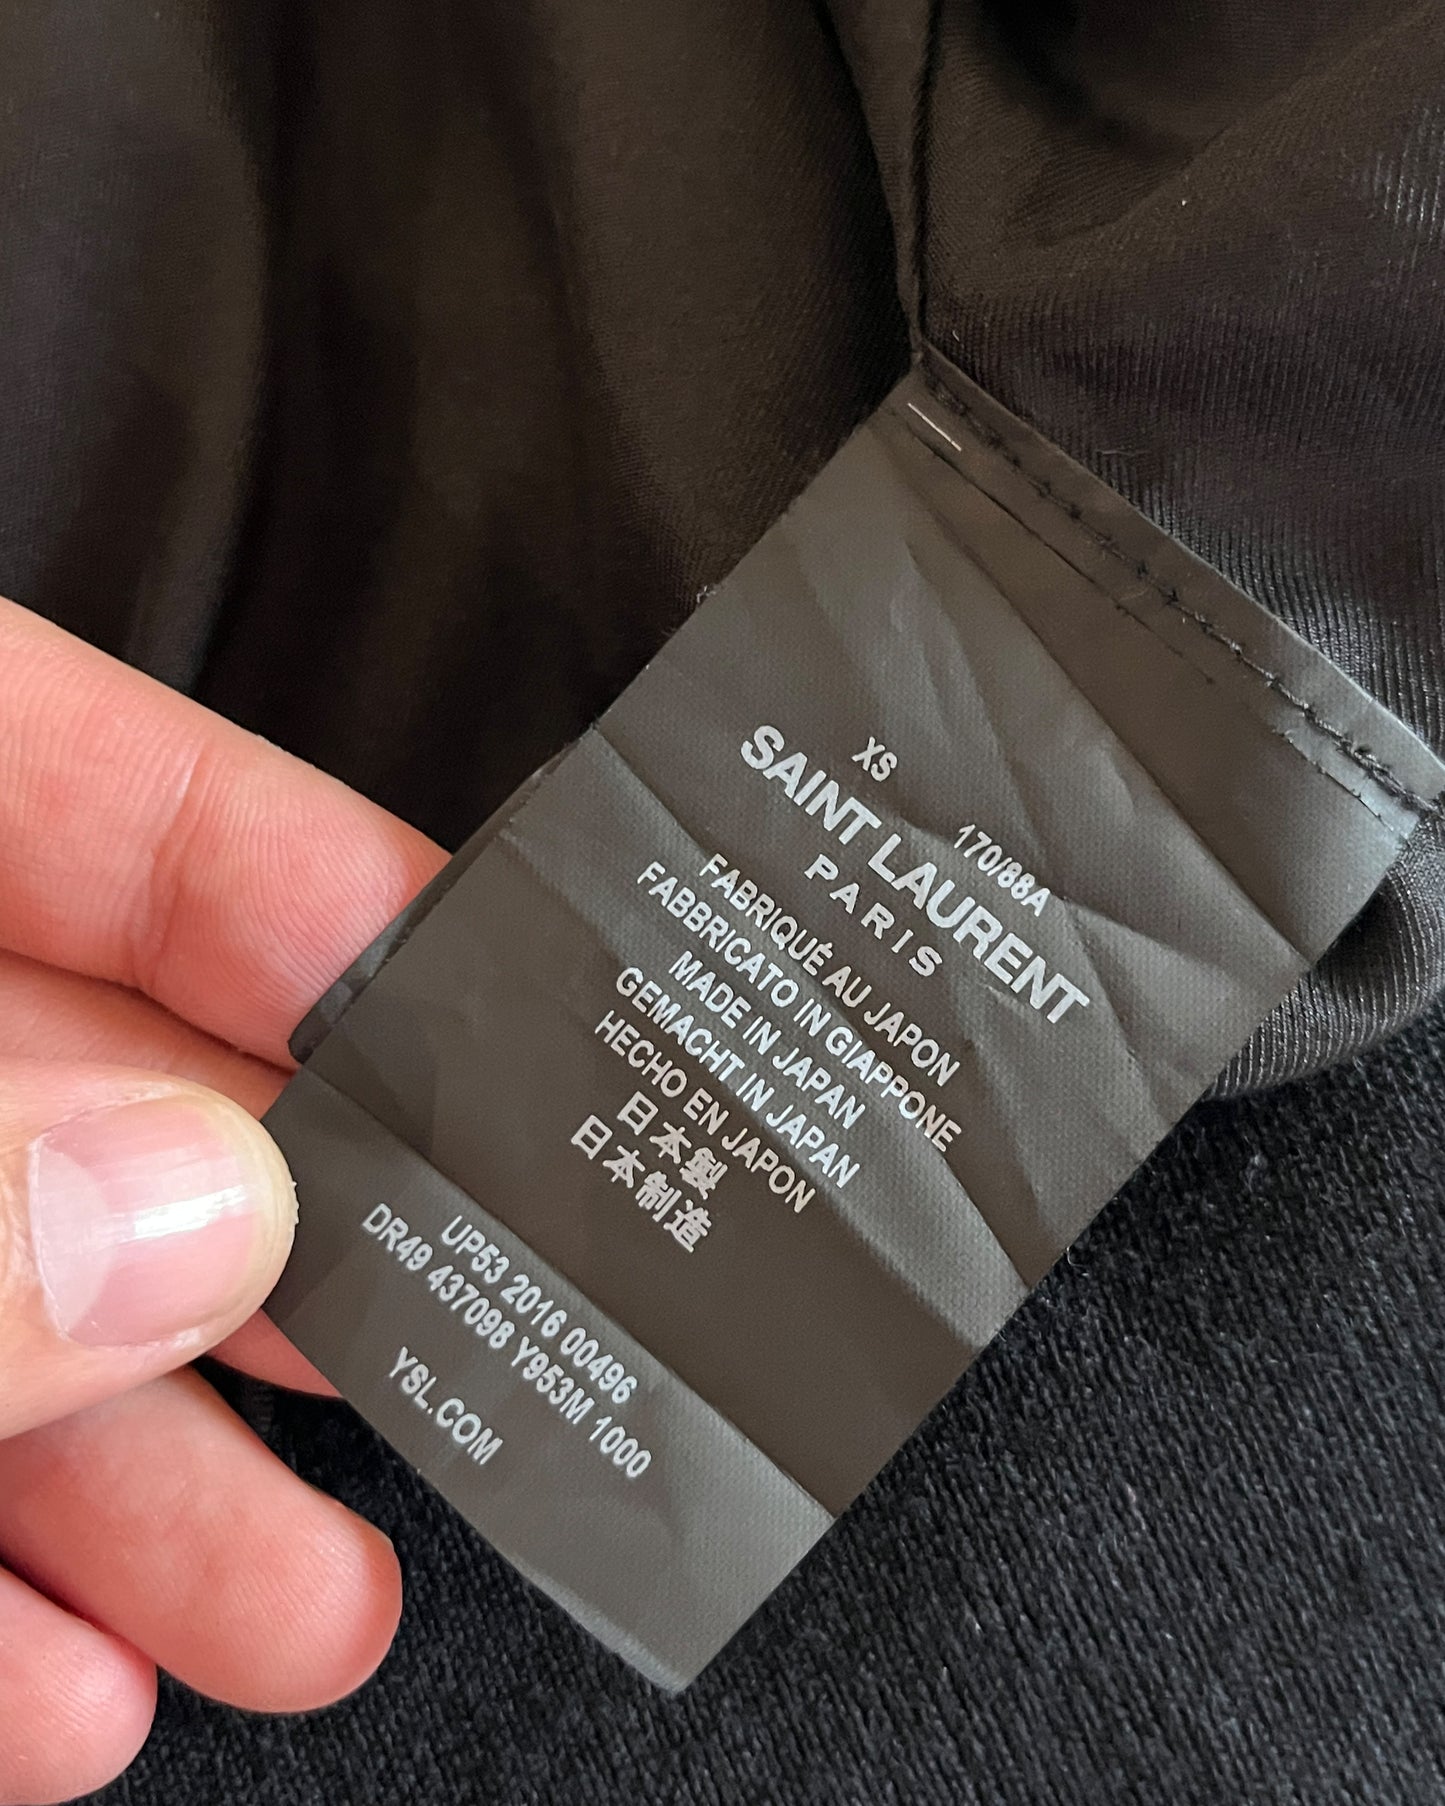 XS
170/88A
SAINT LAURENT
PARIS
FABRIQUÉ AU JAPON
FABBRICATO IN GIAPPONE
MADE IN JAPAN
GEMACHT IN JAPAN
HECHO EN JAPON
日本製
日本制造
UP53 2016 00496
DR49 437098 Y953M 1000
YSL.COM